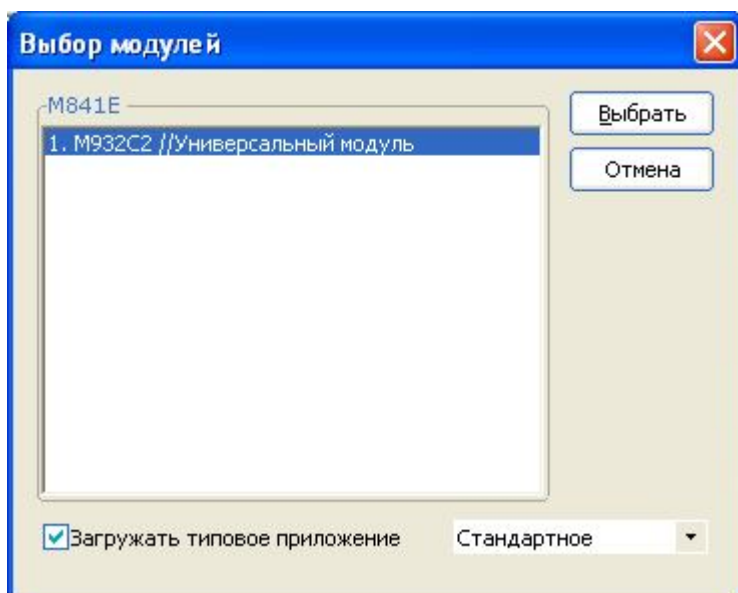 Выбор модулей
M841E
Выбрать
1. M932C2 //Универсальный модуль
Отмена
Загружать типовое приложение
Стандартное